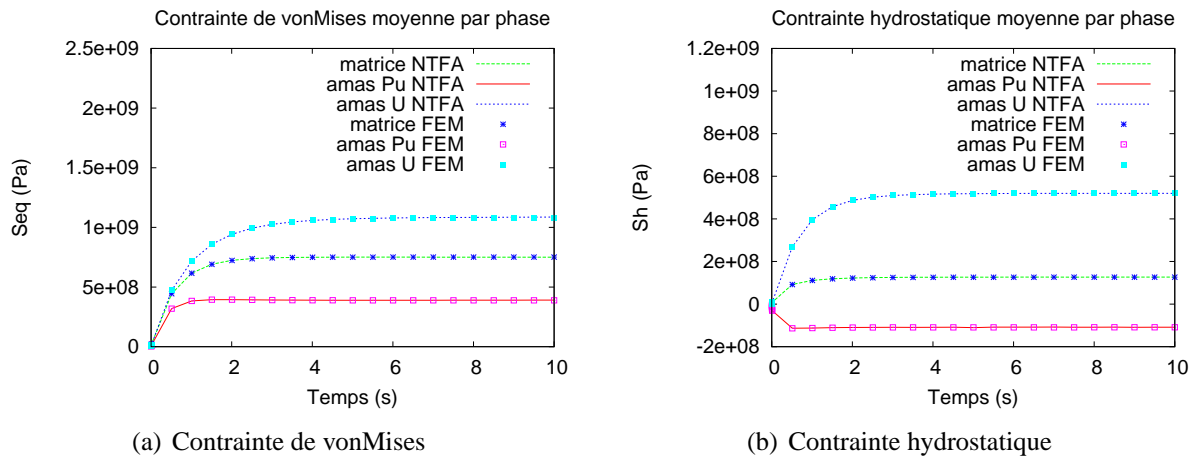 Contrainte de vonMises moyenne par phase
2.5e+09
2e+09
1.5e+09
1e+09
5e+08
0
Seq (Pa)
matrice NTFA
amas Pu NTFA
amas U NTFA
matrice FEM
amas Pu FEM
amas U FEM
0 2 4 6 8 10
Temps (s)
(a) Contrainte de vonMises
Contrainte hydrostatique moyenne par phase
1.2e+09
1e+09
8e+08
6e+08
4e+08
2e+08
0
-2e+08
Sh (Pa)
matrice NTFA
amas Pu NTFA
amas U NTFA
matrice FEM
amas Pu FEM
amas U FEM
0 2 4 6 8 10
Temps (s)
(b) Contrainte hydrostatique